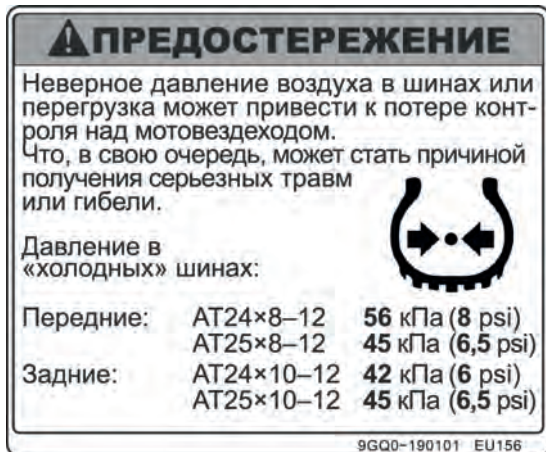 ПРЕДОСТЕРЕЖЕНИЕ
Неверное давление воздуха в шинах или
перегрузка может привести к потере конт-
роля над мотовездеходом.
Что, в свою очередь, может стать причиной
получения серьезных травм
или гибели.
Давление в
«холодных» шинах:
Передние: AT24×8–12 56 кПа (8 psi)
AT25×8–12 45 кПа (6,5 psi)
Задние: AT24×10–12 42 кПа (6 psi)
AT25×10–12 45 кПа (6,5 psi)
9GQ0-190101 EU156